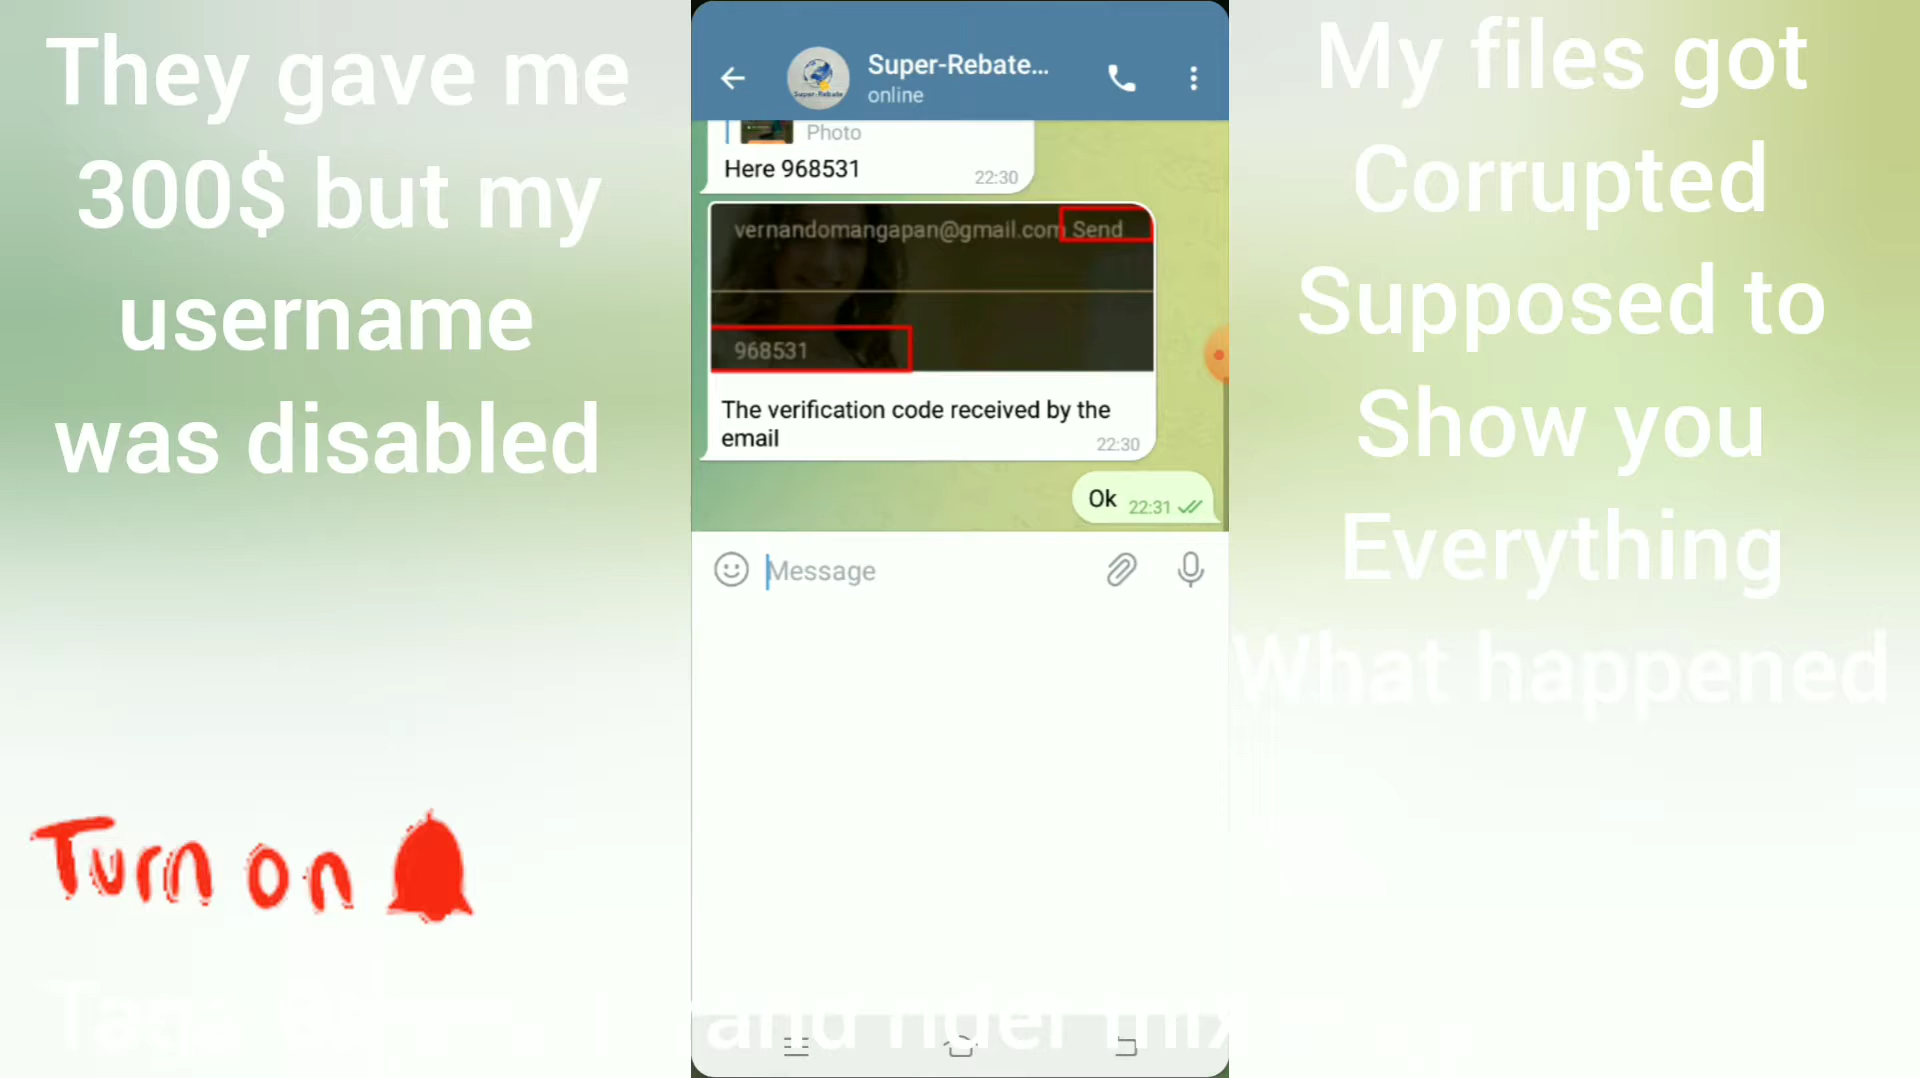 They gave me
300$ but my
username
was disabled
Turn on
Super-Rebate...
online
Photo
Here 968531
22:30
vernandomangapan@gmail.com Send
968531
The verification code received by the
email
22:30
Ok
22:31
Message
My files got
Corrupted
Supposed to
Show you
Everything
What happened